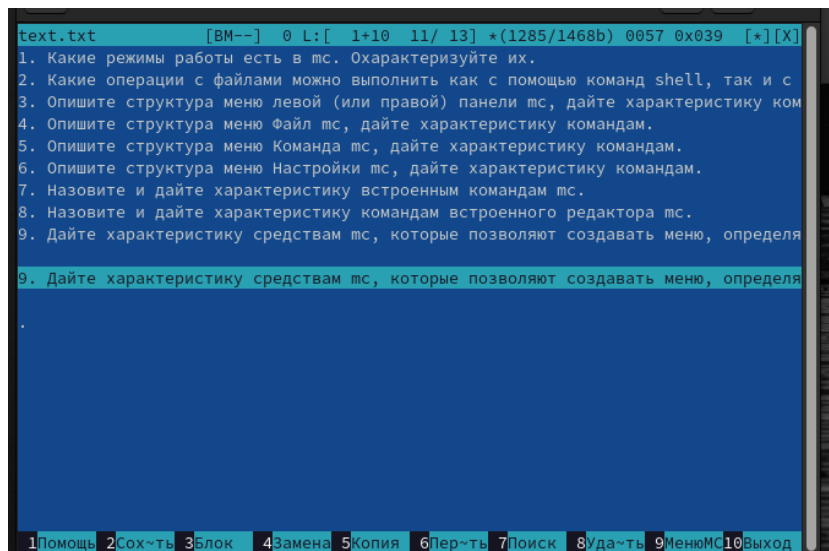 text.txt [BM--] 0 L:[ 1+10 11/ 13] *(1285/1468b) 0057 0x039 [*][X]
1. Какие режимы работы есть в mc. Охарактеризуйте их.
2. Какие операции с файлами можно выполнить как с помощью команд shell, так и с
3. Опишите структура меню левой (или правой) панели mc, дайте характеристику ком
4. Опишите структура меню Файл mc, дайте характеристику командам.
5. Опишите структура меню Команда mc, дайте характеристику командам.
6. Опишите структура меню Настройки mc, дайте характеристику командам.
7. Назовите и дайте характеристику встроенным командам mc.
8. Назовите и дайте характеристику командам встроенного редактора mc.
9. Дайте характеристику средствам mc, которые позволяют создавать меню, определя
9. Дайте характеристику средствам mc, которые позволяют создавать меню, определя
.
1Помощь 2Сох~ть 3Блок 4Замена 5Копия 6Пер~ть 7Поиск 8Уда~ть 9МенюMC 10Выход